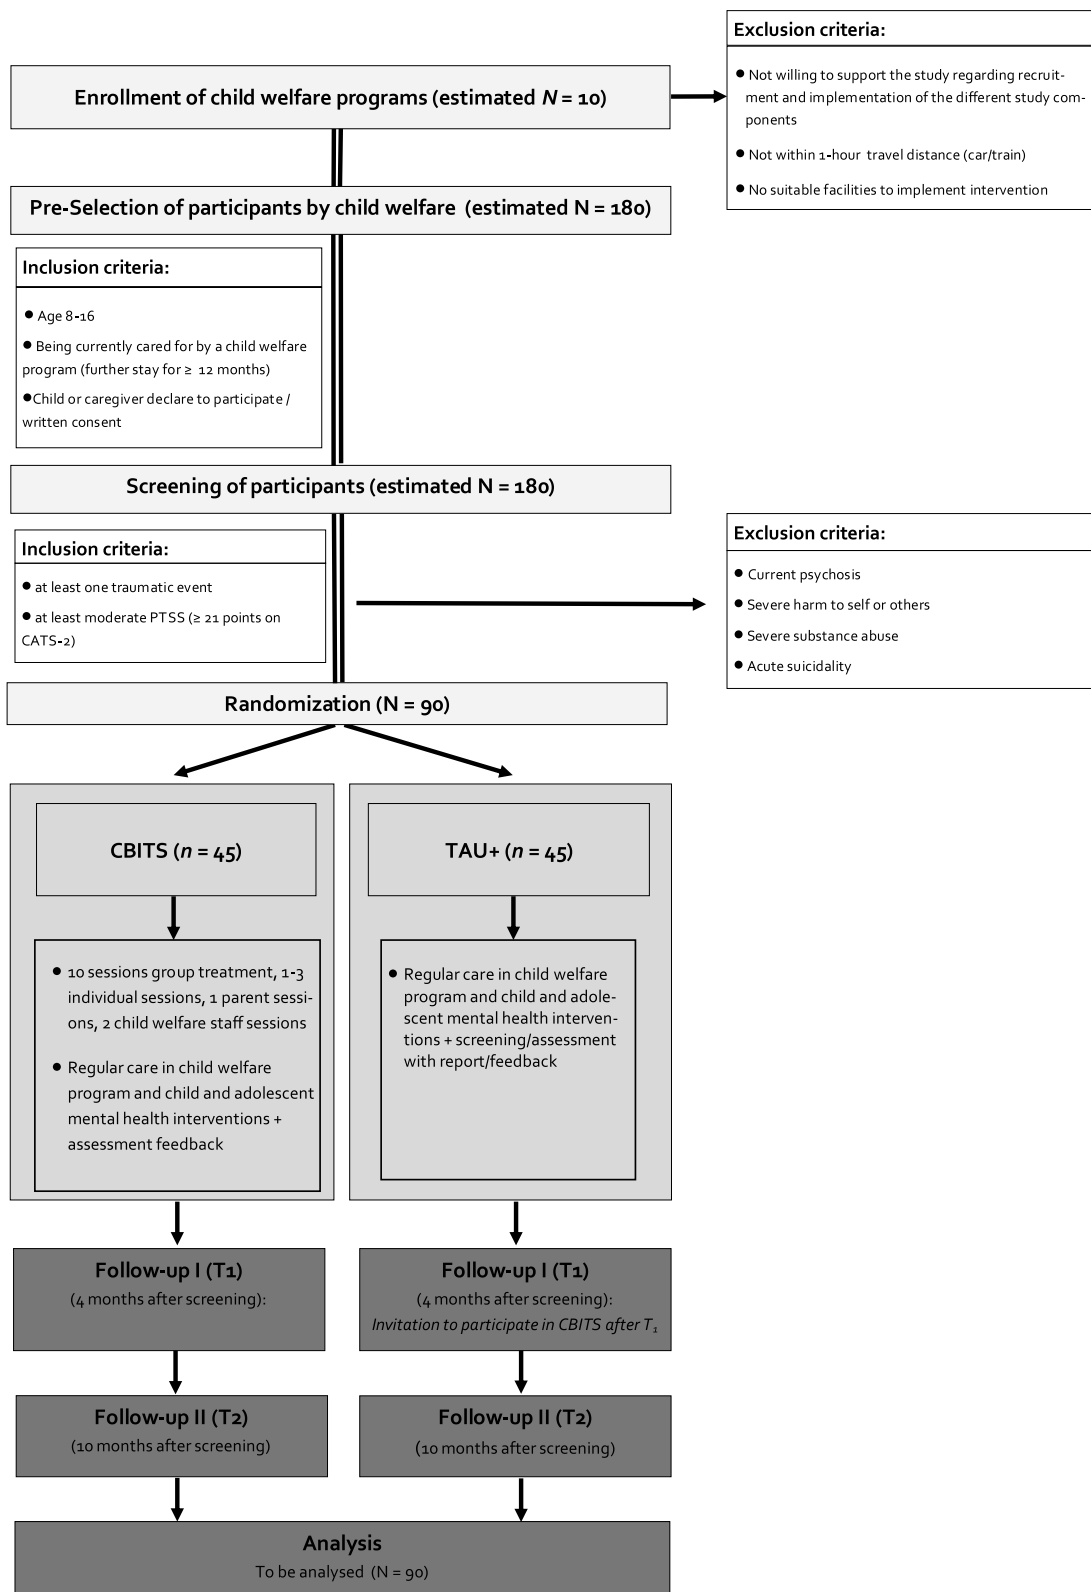 Enrollment of child welfare programs (estimated N = 10)
Exclusion criteria:
● Not willing to support the study regarding recruit-
ment and implementation of the different study com-
ponents
● Not within 1-hour travel distance (car/train)
● No suitable facilities to implement intervention
Pre-Selection of participants by child welfare (estimated N = 180)
Inclusion criteria:
● Age 8-16
● Being currently cared for by a child welfare
program (further stay for ≥ 12 months)
●Child or caregiver declare to participate /
written consent
Screening of participants (estimated N = 180)
Inclusion criteria:
● at least one traumatic event
● at least moderate PTSS (≥ 21 points on
CATS-2)
Exclusion criteria:
● Current psychosis
● Severe harm to self or others
● Severe substance abuse
● Acute suicidality
Randomization (N = 90)
CBITS (n = 45)
● 10 sessions group treatment, 1-3
individual sessions, 1 parent sessi-
ons, 2 child welfare staff sessions
● Regular care in child welfare
program and child and adolescent
mental health interventions +
assessment feedback
TAU+ (n = 45)
● Regular care in child welfare
program and child and adole-
scent mental health interven-
tions + screening/assessment
with report/feedback
Follow-up I (T1)
(4 months after screening):
Follow-up I (T1)
(4 months after screening):
Invitation to participate in CBITS after T1
Follow-up II (T2)
(10 months after screening)
Follow-up II (T2)
(10 months after screening)
Analysis
To be analysed (N = 90)